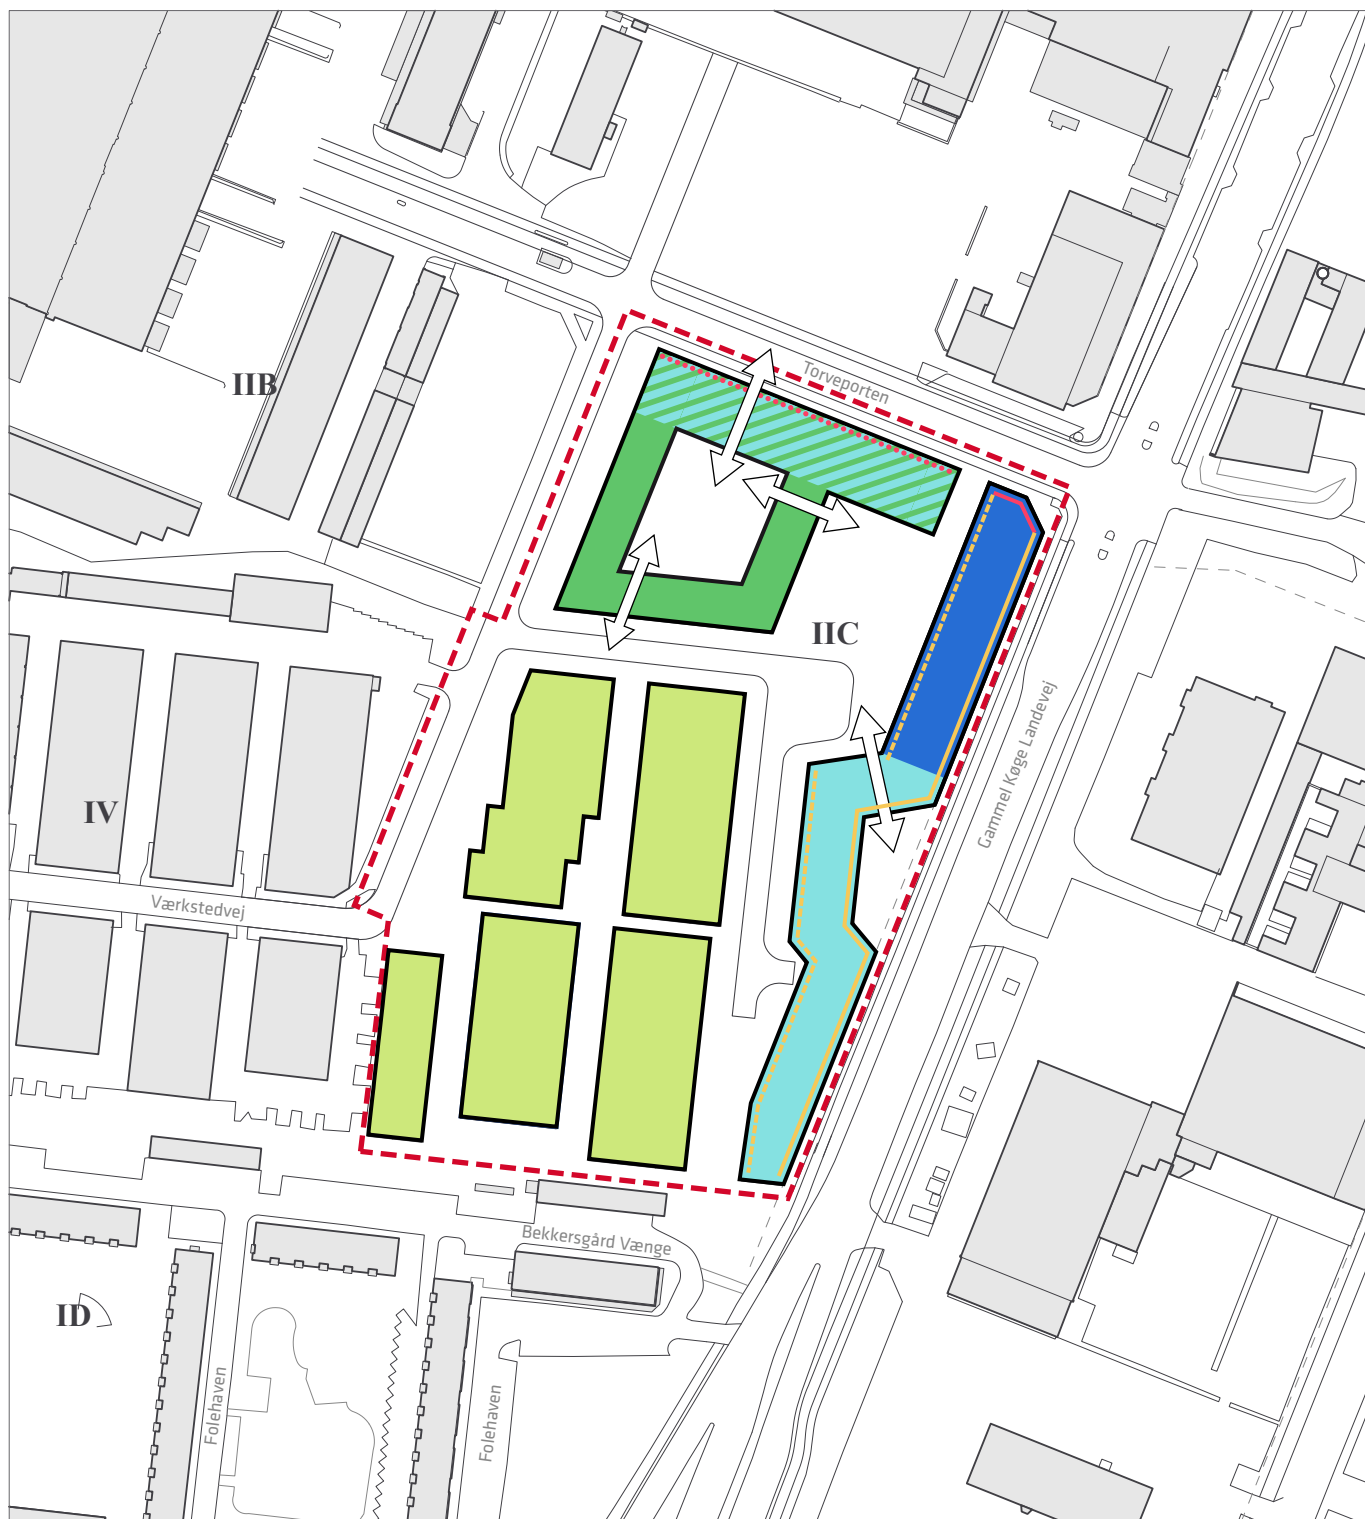 Torveporten
IIB
IIC
Gammel Køge Landevej
IV
Værkstedvej
Bekkersgård Vænge
ID
Folehaven
Folehaven